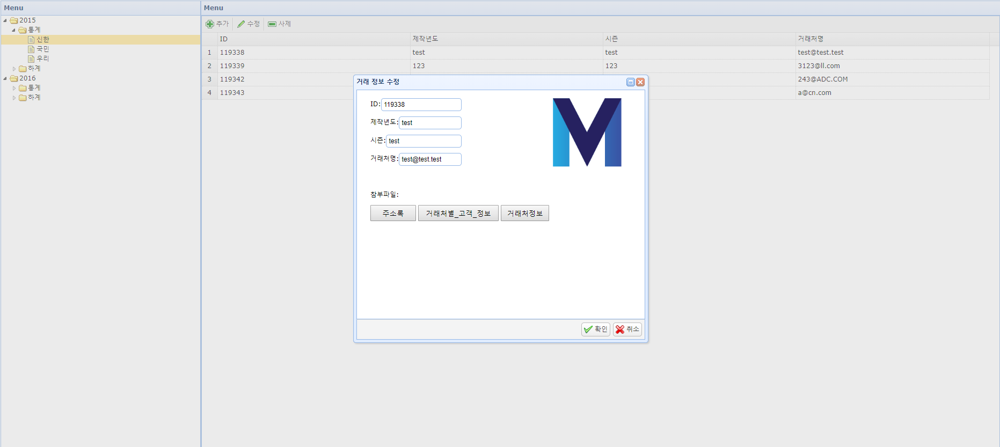 Menu
2015
통계
신한
국민
우리
하계
2016
통계
하계
Menu
추가 수정 사제
ID 제작년도 시즌 거래처명
1 119338 test test test@test.test
2 119339 123 123 3123@ll.com
3 119342 243@ADC.COM
4 119343 a@cn.com
거래 정보 수정
ID: 119338
제작년도: test
시즌: test
거래처명: test@test.test
M
참부파일:
주소록 거래처별_고객_정보 거래처정보
확인 취소